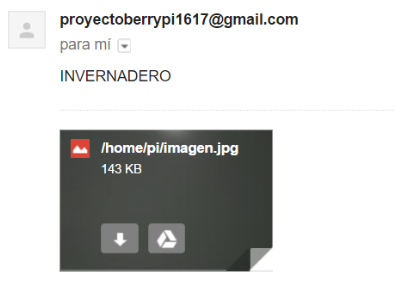 proyectoberrypi1617@gmail.com
para mí
INVERNADERO
/home/pi/imagen.jpg
143 KB